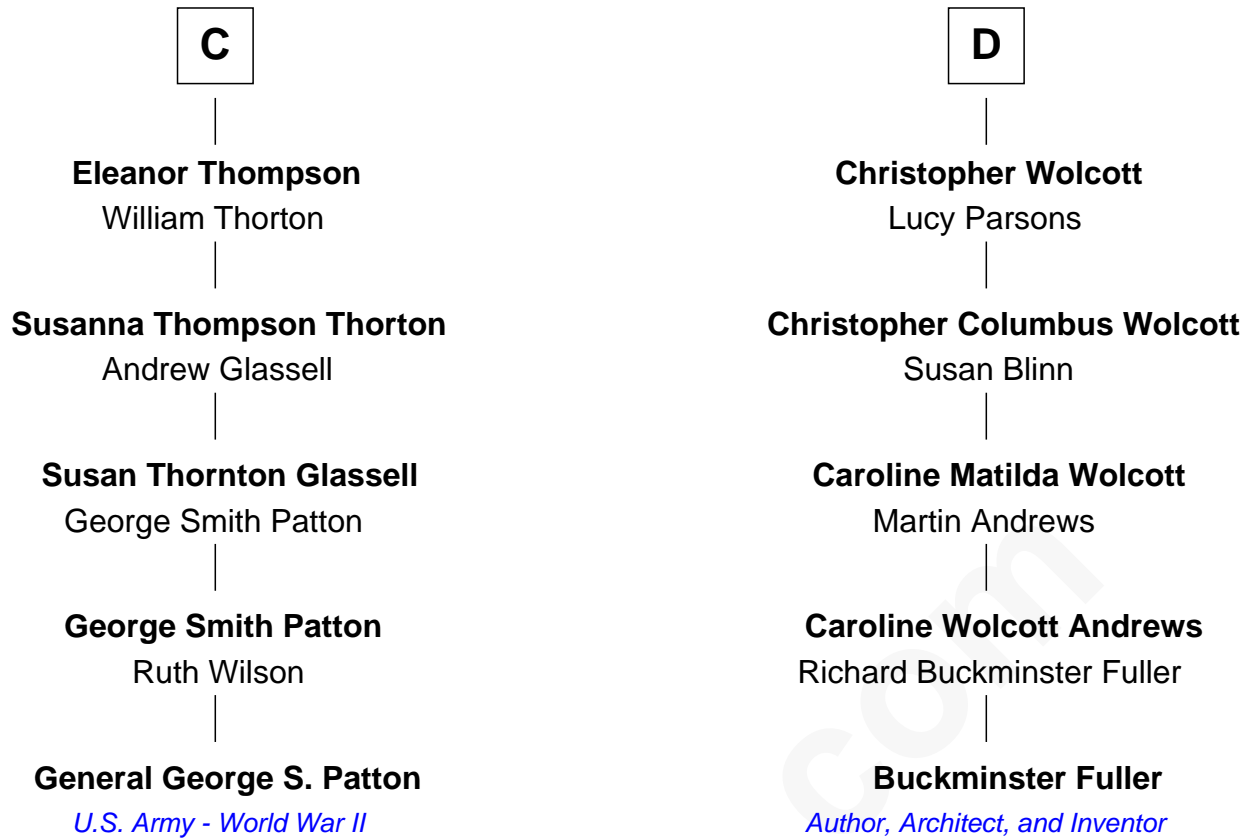 C
Eleanor Thompson
William Thorton
Susanna Thompson Thorton
Andrew Glassell
Susan Thornton Glassell
George Smith Patton
George Smith Patton
Ruth Wilson
General George S. Patton
U.S. Army - World War II
D
Christopher Wolcott
Lucy Parsons
Christopher Columbus Wolcott
Susan Blinn
Caroline Matilda Wolcott
Martin Andrews
Caroline Wolcott Andrews
Richard Buckminster Fuller
Buckminster Fuller
Author, Architect, and Inventor
com